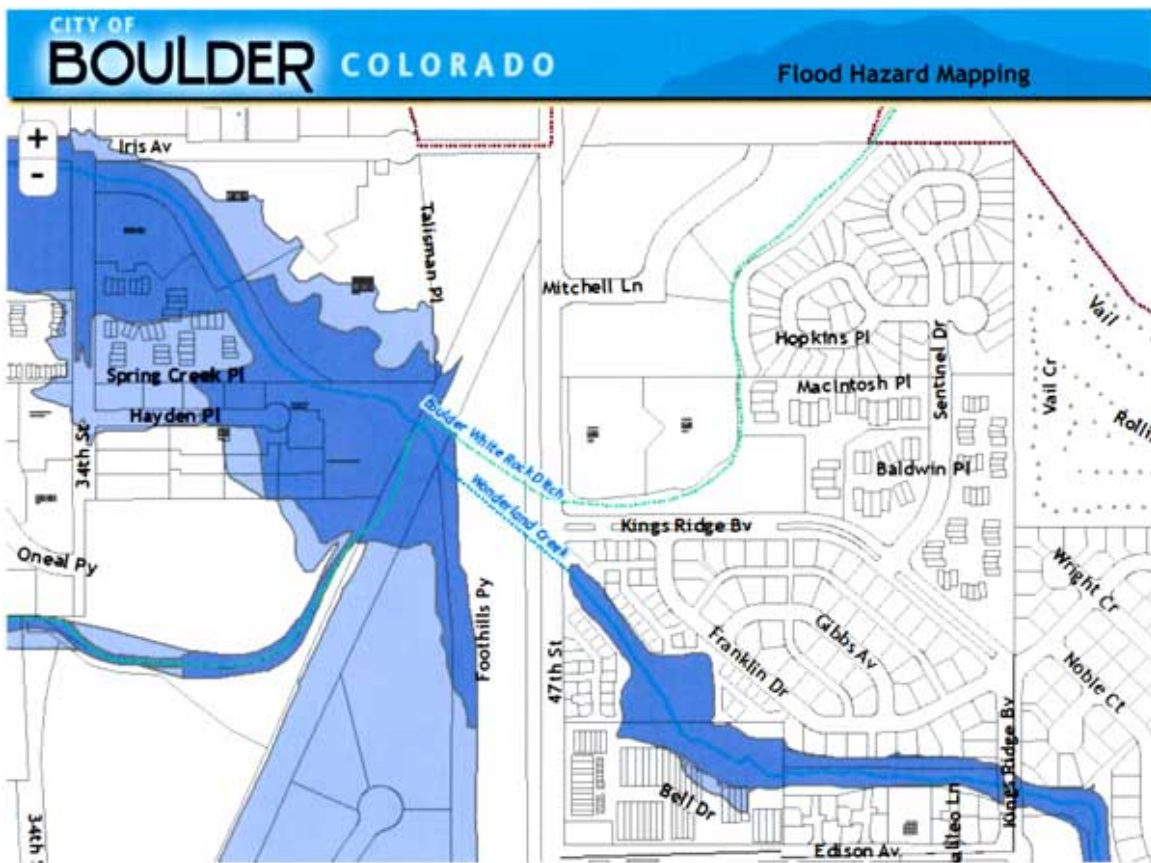 CITY OF
BOULDER COLORADO
Flood Hazard Mapping
+
-
Iris Av
Talisman Pl
Mitchell Ln
Vail
Hopkins Pl
Sentinel Dr
Vail Cr
Spring Creek Pl
MacIntosh Pl
Hayden Pl
Boulder White Rock Ditch
34th St
Baldwin Pl
Wonderland Creek
Kings Ridge Bv
Oneal Py
Wright Cr
Foothills Py
47th St
Franklin Dr
Gibbs Av
Noble Ct
Kings Ridge Bv
Bell Dr
34th
Edison Av